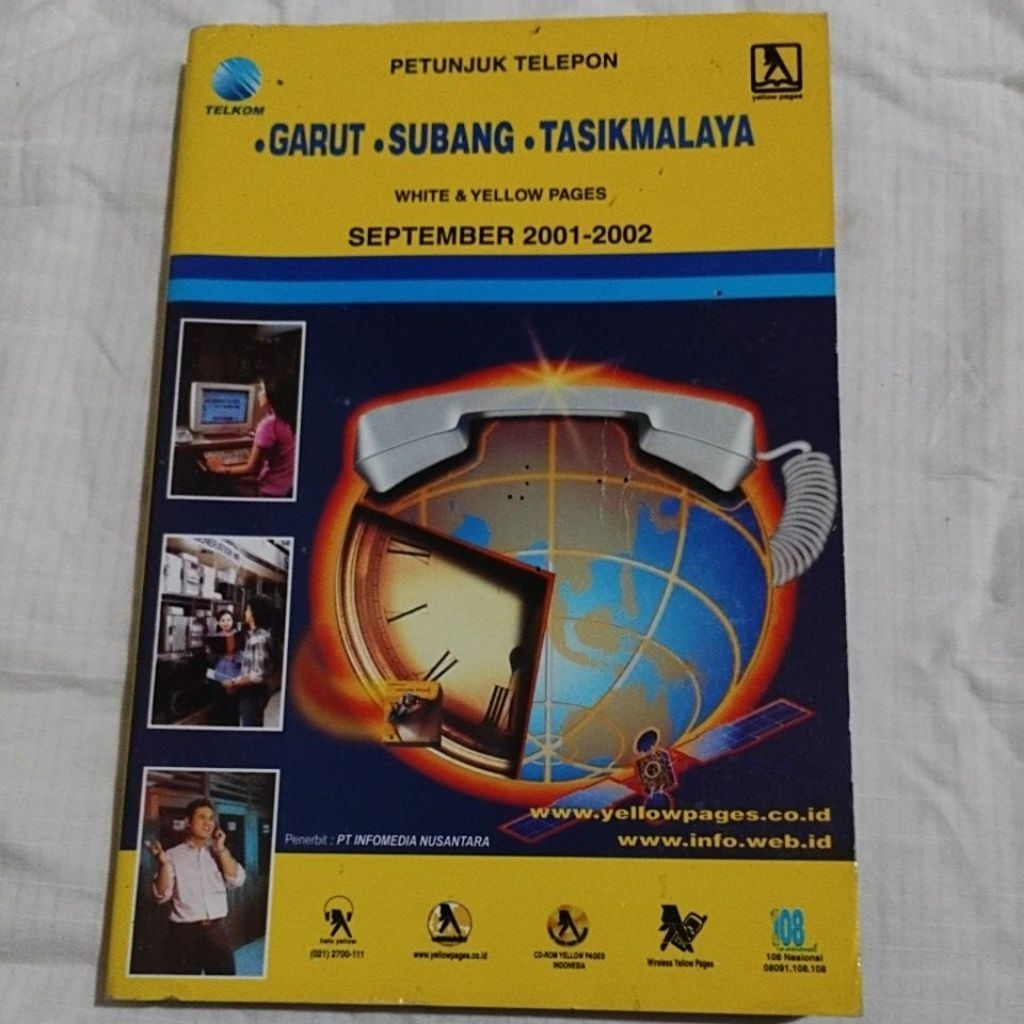 PETUNJUK TELEPON
TELKOM
yellow pages
•GARUT •SUBANG •TASIKMALAYA
WHITE & YELLOW PAGES
SEPTEMBER 2001-2002
www.yellowpages.co.id
www.info.web.id
Penerbit : PT INFOMEDIA NUSANTARA
halo yellow
(021) 2700-111
www.yellowpages.co.id
CD-ROM YELLOW PAGES
INDONESIA
Wireless Yellow Pages
108
nasional
108 Nasional
08091.108.108